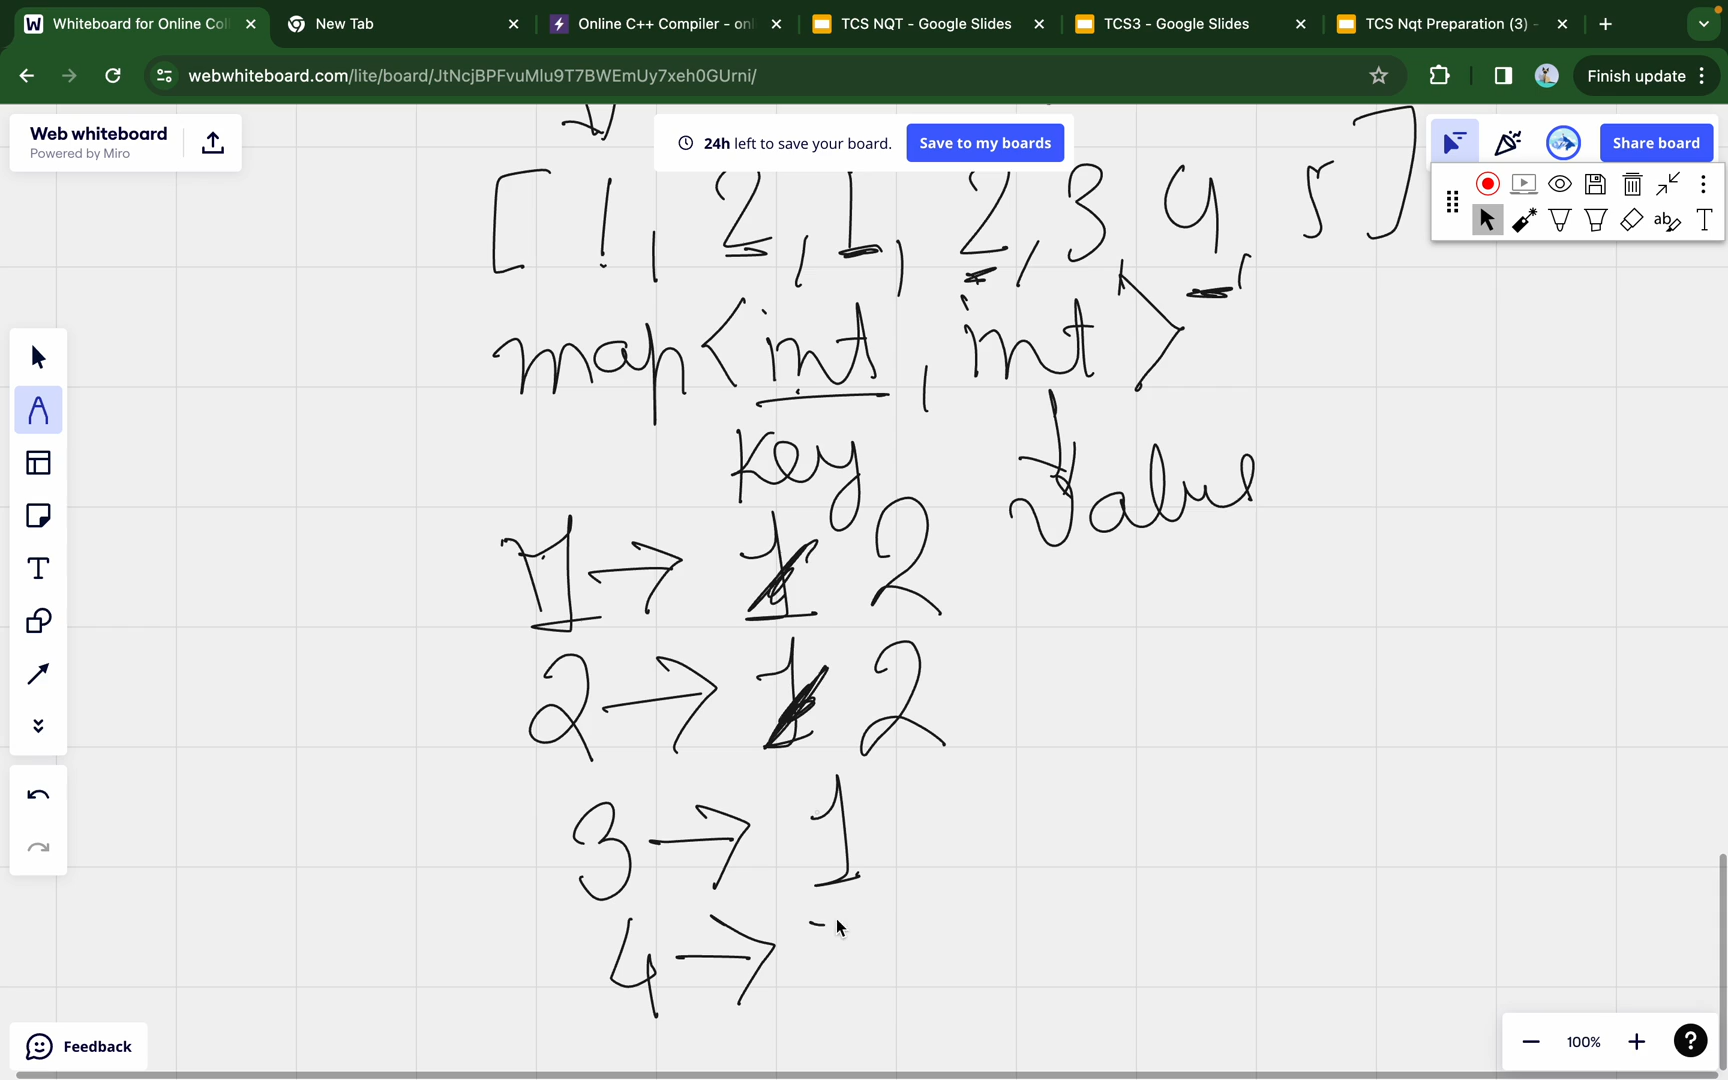 Whiteboard for Online Coll
New Tab
Online C++ Compiler - onl
TCS NQT - Google Slides
TCS3 - Google Slides
TCS Nqt Preparation (3) -
webwhiteboard.com/lite/board/JtNcjBPFvuMlu9T7BWEmUy7xeh0GUrni/
Finish update
Web whiteboard
Powered by Miro
24h left to save your board.
Save to my boards
Share board
[ 1, 2, 1, 2, 3, 4, 5 ]
map < int , int >
Key Value
1 → 1 2
2 → 1 2
3 → 1
4 →
Feedback
100%